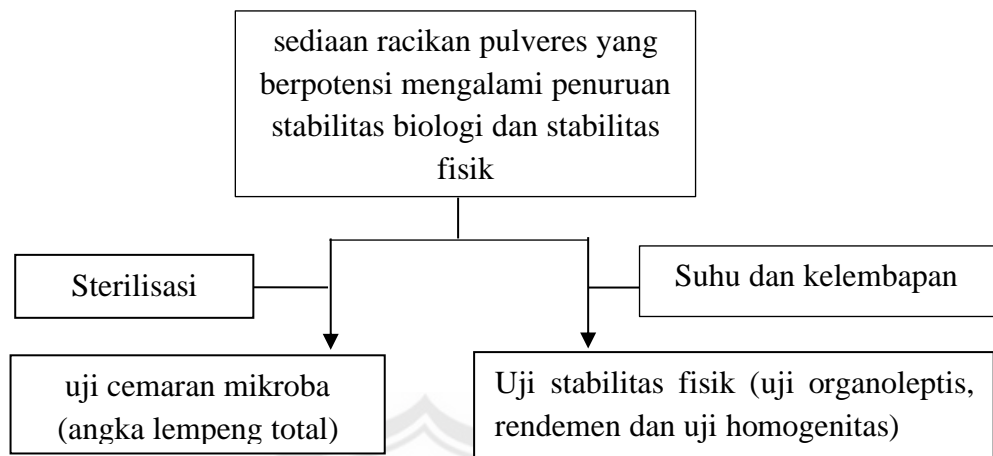 sediaan racikan pulveres yang
berpotensi mengalami penuruan
stabilitas biologi dan stabilitas
fisik
Sterilisasi
Suhu dan kelembapan
uji cemaran mikroba
(angka lempeng total)
Uji stabilitas fisik (uji organoleptis,
rendemen dan uji homogenitas)